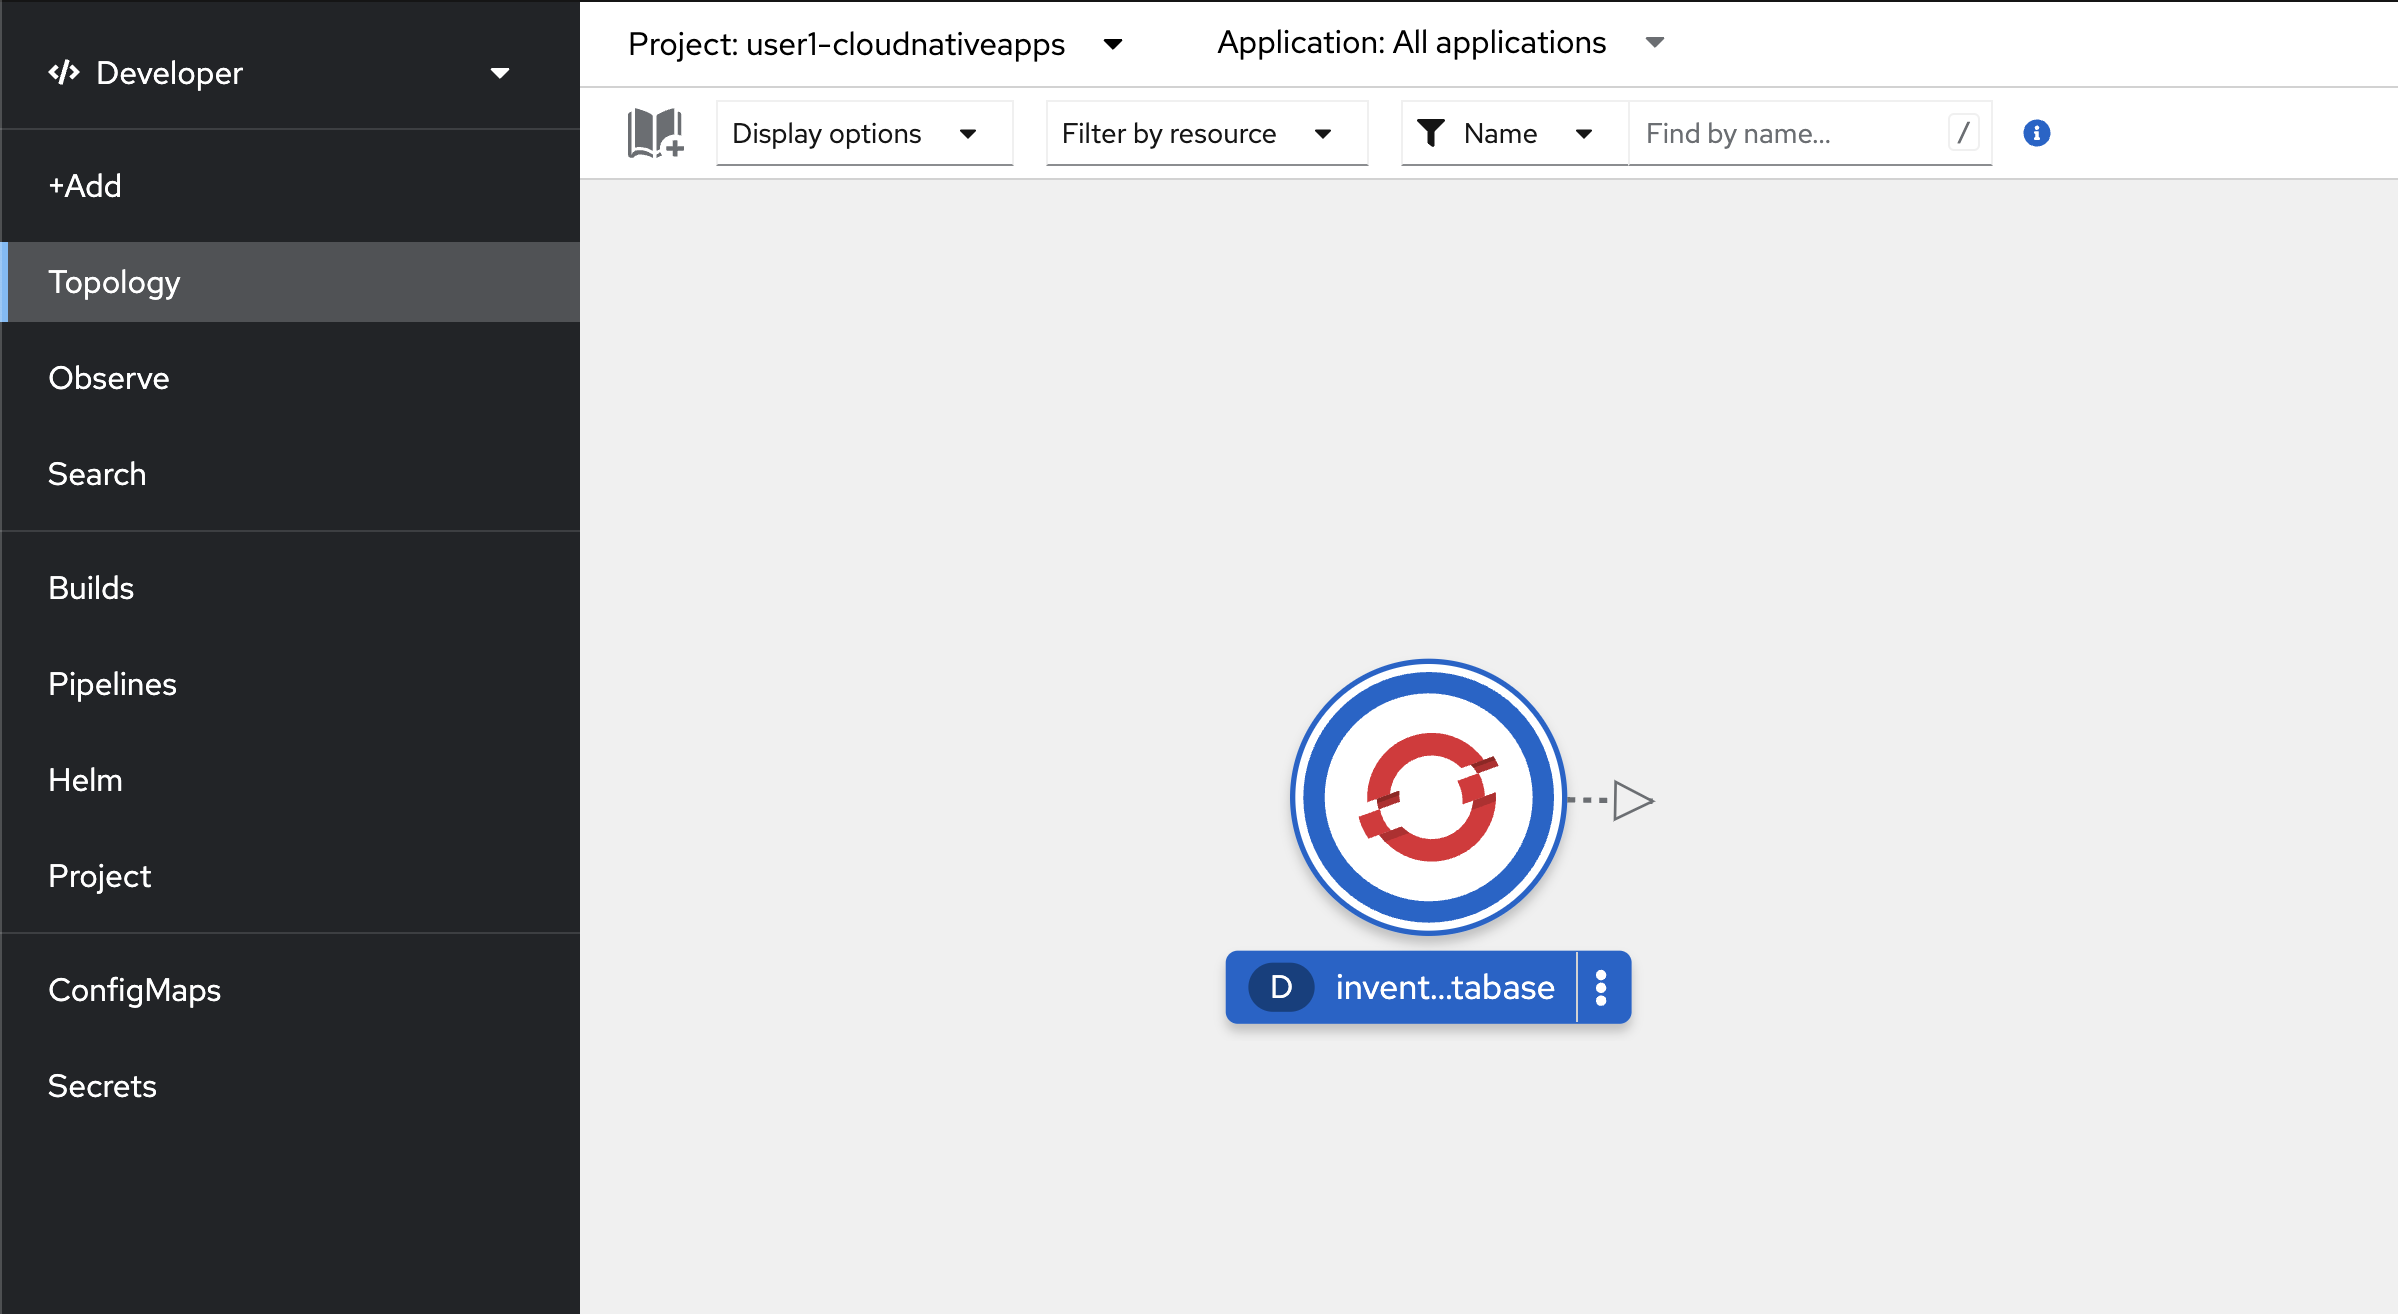 Developer
+Add
Topology
Observe
Search
Builds
Pipelines
Helm
Project
ConfigMaps
Secrets
Project: user1-cloudnativeapps
Application: All applications
Display options
Filter by resource
Name
Find by name...
/
D
invent...tabase